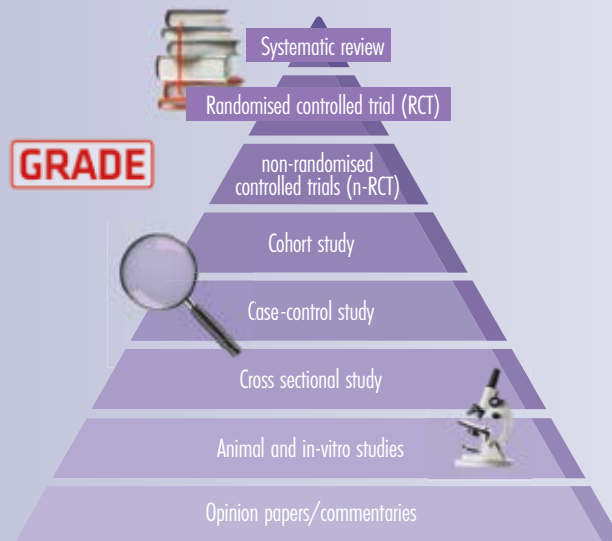 Systematic review
Randomised controlled trial (RCT)
GRADE
non-randomised
controlled trials (n-RCT)
Cohort study
Case-control study
Cross sectional study
Animal and in-vitro studies
Opinion papers/commentaries